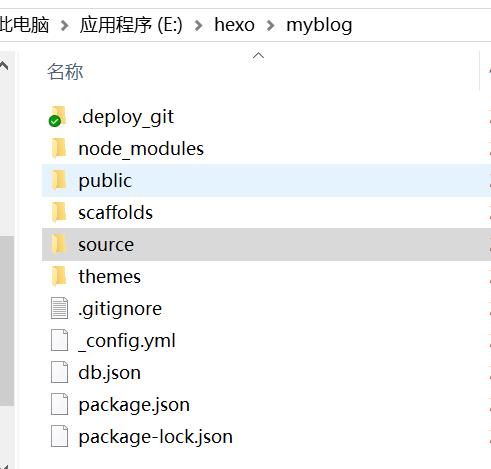 此电脑 应用程序 (E:) hexo myblog
名称
.deploy_git
node_modules
public
scaffolds
source
themes
.gitignore
_config.yml
db.json
package.json
package-lock.json